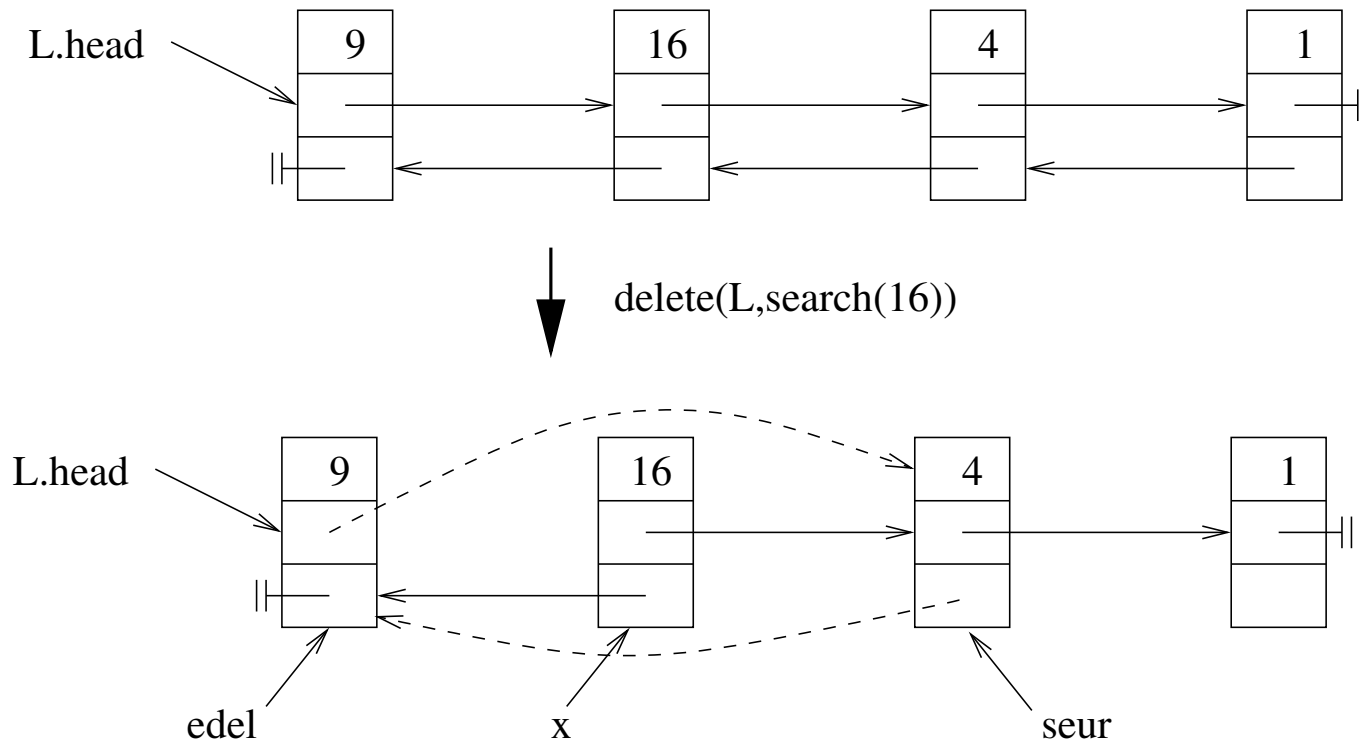 L.head 9 16 4 1
delete(L,search(16))
L.head 9 16 4 1
edel x seur